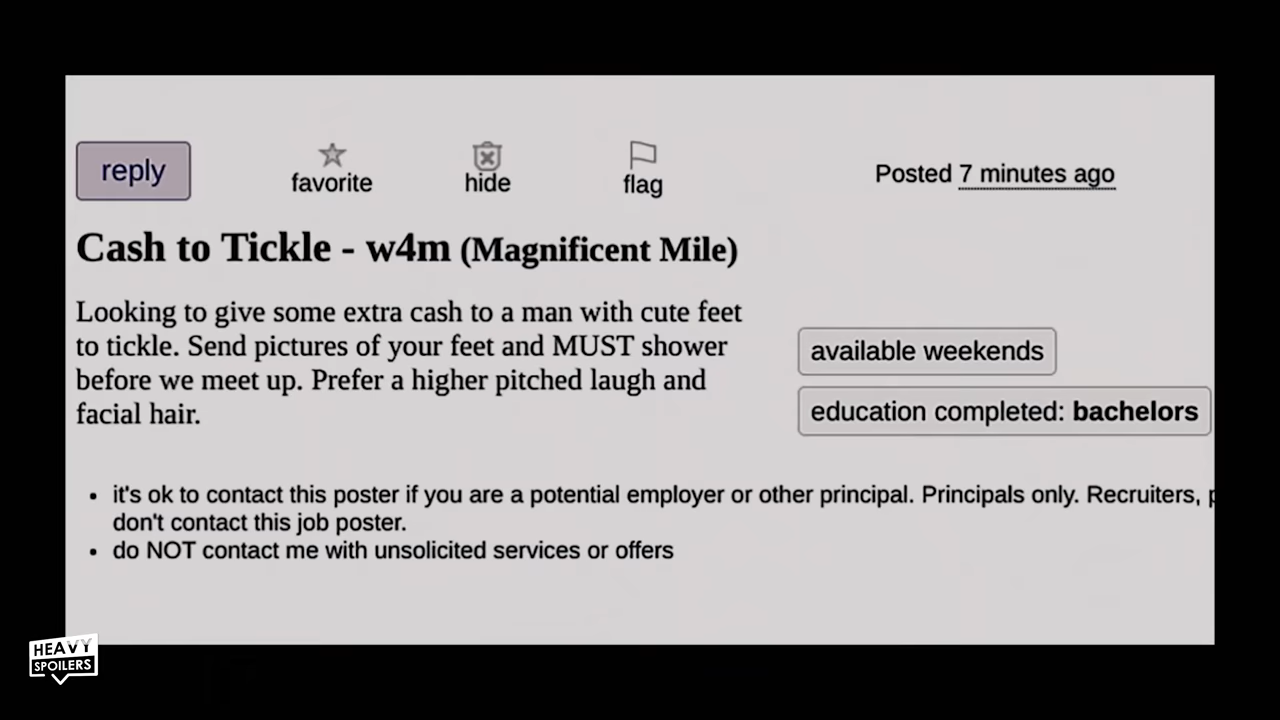 reply
favorite
hide
flag
Posted 7 minutes ago
Cash to Tickle - w4m (Magnificent Mile)
Looking to give some extra cash to a man with cute feet
to tickle. Send pictures of your feet and MUST shower
before we meet up. Prefer a higher pitched laugh and
facial hair.
available weekends
education completed: bachelors
• it's ok to contact this poster if you are a potential employer or other principal. Principals only. Recruiters,
don't contact this job poster.
• do NOT contact me with unsolicited services or offers
HEAVY
SPOILERS